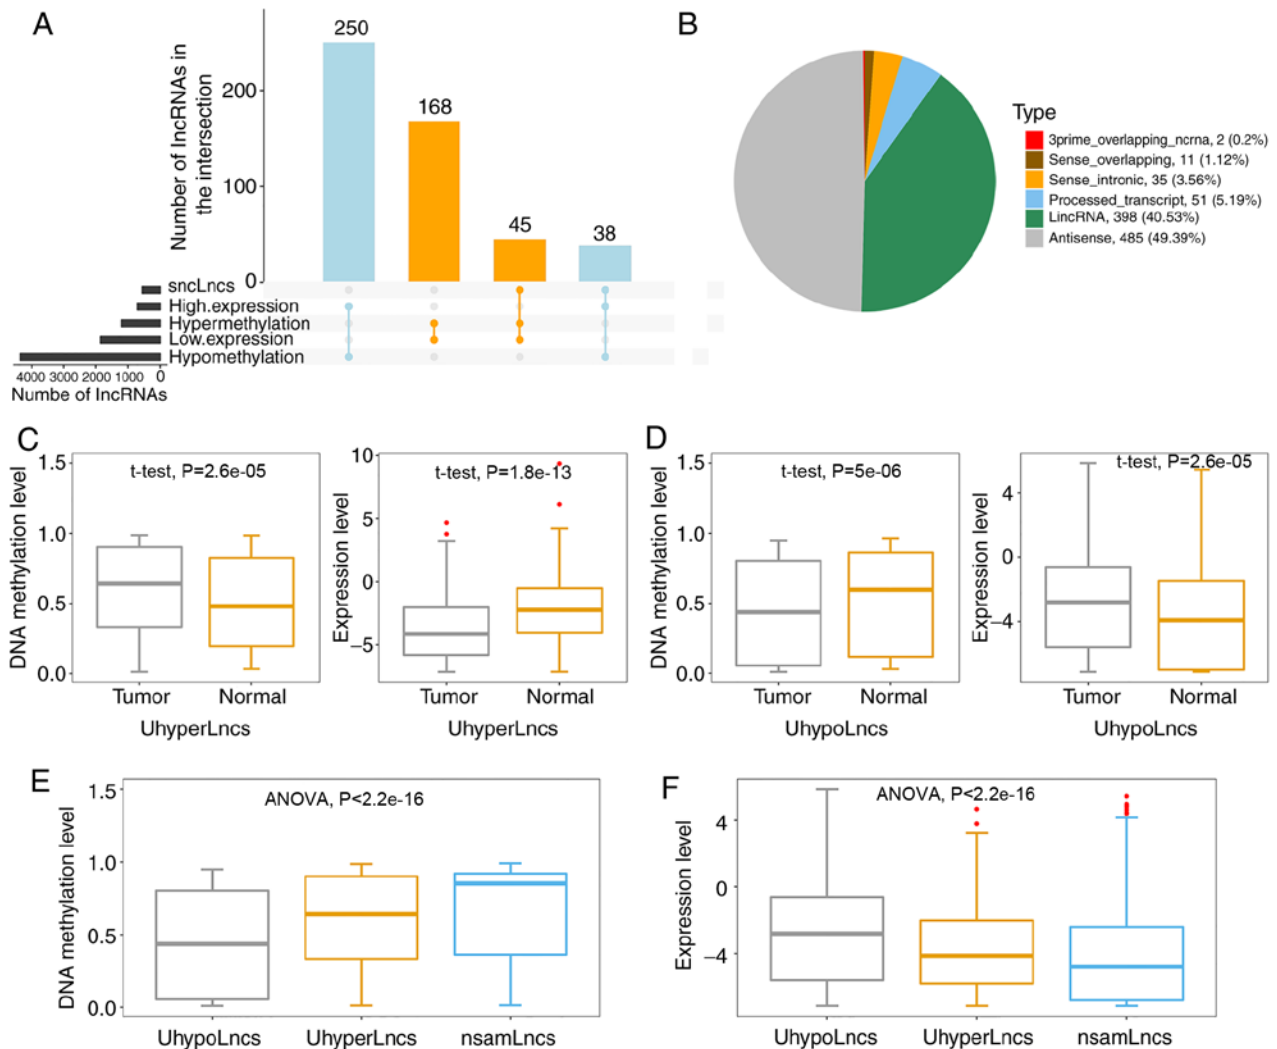 A
Number of lncRNAs in
the intersection
250
168
45
38
200
100
0
sncLncs
High.expression
Hypermethylation
Low.expression
Hypomethylation
4000 3000 2000 1000 0
Numbe of lncRNAs
B
Type
3prime_overlapping_ncrna, 2 (0.2%)
Sense_overlapping, 11 (1.12%)
Sense_intronic, 35 (3.56%)
Processed_transcript, 51 (5.19%)
LincRNA, 398 (40.53%)
Antisense, 485 (49.39%)
C
DNA methylation level
1.5
1.0
0.5
0.0
t-test, P=2.6e-05
Tumor Normal
UhyperLncs
Expression level
10
5
0
−5
t-test, P=1.8e-13
Tumor Normal
UhyperLncs
D
DNA methylation level
1.5
1.0
0.5
0.0
t-test, P=5e-06
Tumor Normal
UhypoLncs
Expression level
4
0
−4
t-test, P=2.6e-05
Tumor Normal
UhypoLncs
E
DNA methylation level
1.5
1.0
0.5
0.0
ANOVA, P<2.2e-16
UhypoLncs UhyperLncs nsamLncs
F
Expression level
4
0
−4
ANOVA, P<2.2e-16
UhypoLncs UhyperLncs nsamLncs